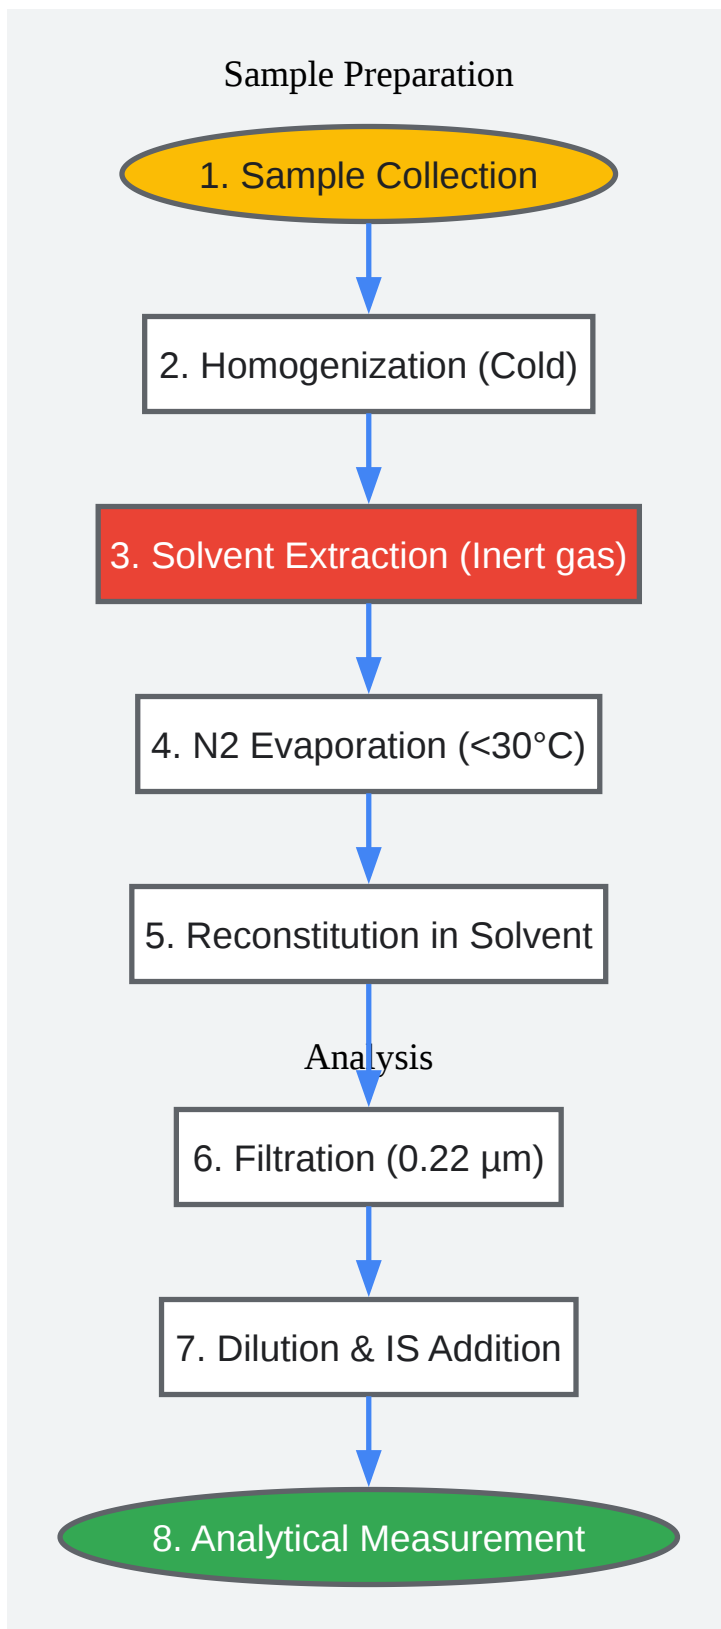 Sample Preparation
1. Sample Collection
2. Homogenization (Cold)
3. Solvent Extraction (Inert gas)
4. N2 Evaporation (<30°C)
5. Reconstitution in Solvent
Analysis
6. Filtration (0.22 µm)
7. Dilution & IS Addition
8. Analytical Measurement